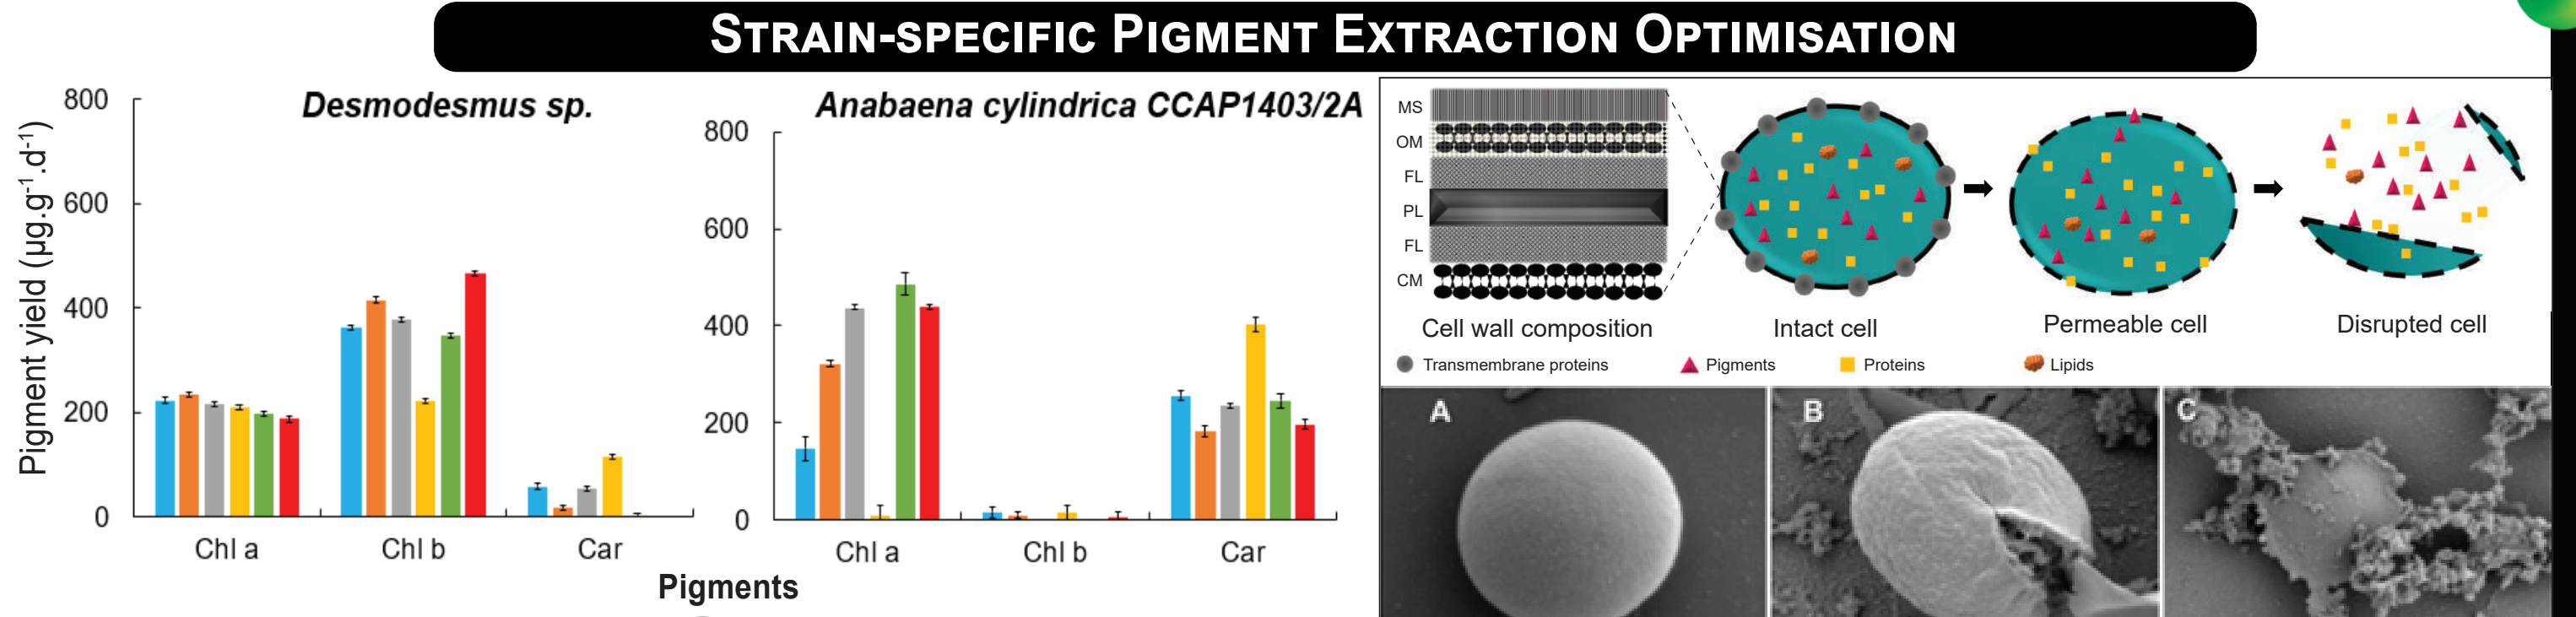 STRAIN-SPECIFIC PIGMENT EXTRACTION OPTIMISATION
Desmodesmus sp.
Pigment yield (µg.g⁻¹.d⁻¹)
800
600
400
200
0
Chl a Chl b Car
Anabaena cylindrica CCAP1403/2A
800
600
400
200
0
Chl a Chl b Car
Pigments
MS
OM
FL
PL
FL
CM
Cell wall composition
Intact cell
Permeable cell
Disrupted cell
Transmembrane proteins
Pigments
Proteins
Lipids
A
B
C